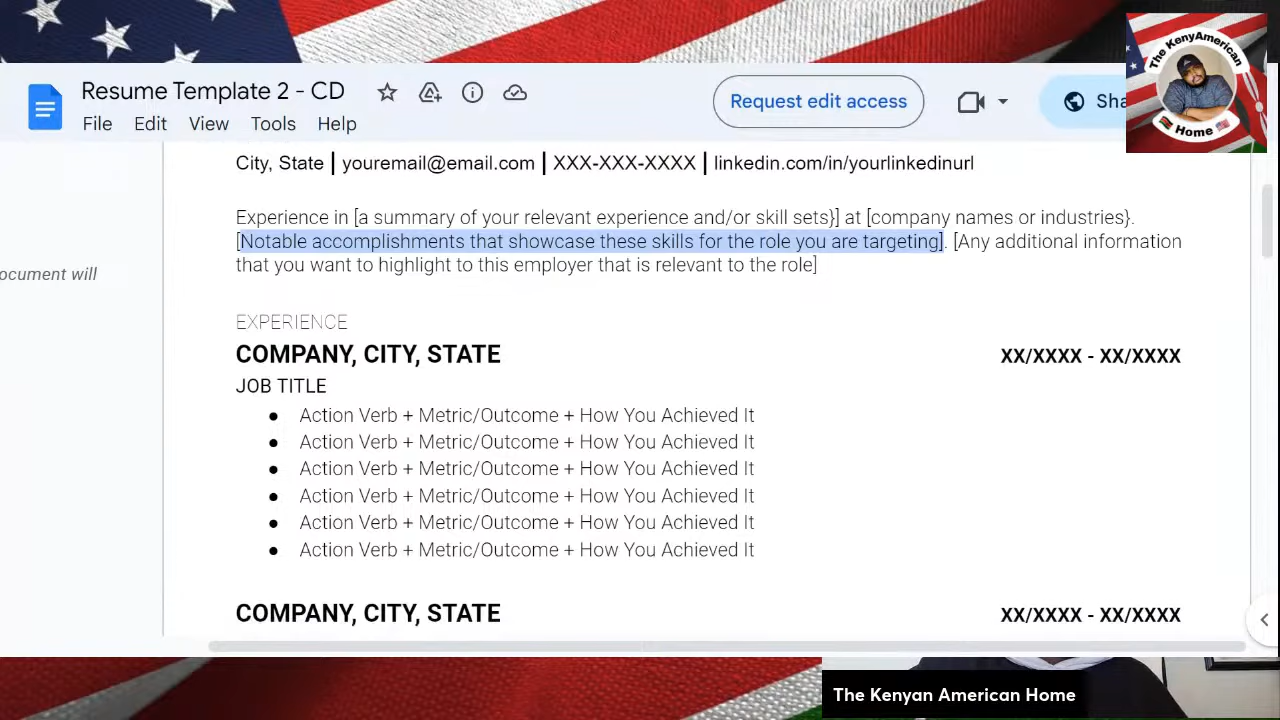 The KenyAmerican
Home
Resume Template 2 - CD
Request edit access
Sha
File Edit View Tools Help
City, State | youremail@email.com | XXX-XXX-XXXX | linkedin.com/in/yourlinkedinurl
Experience in [a summary of your relevant experience and/or skill sets}] at [company names or industries}.
[Notable accomplishments that showcase these skills for the role you are targeting]. [Any additional information
that you want to highlight to this employer that is relevant to the role]
ocument will
EXPERIENCE
COMPANY, CITY, STATE XX/XXXX - XX/XXXX
JOB TITLE
● Action Verb + Metric/Outcome + How You Achieved It
● Action Verb + Metric/Outcome + How You Achieved It
● Action Verb + Metric/Outcome + How You Achieved It
● Action Verb + Metric/Outcome + How You Achieved It
● Action Verb + Metric/Outcome + How You Achieved It
● Action Verb + Metric/Outcome + How You Achieved It
COMPANY, CITY, STATE XX/XXXX - XX/XXXX
The Kenyan American Home